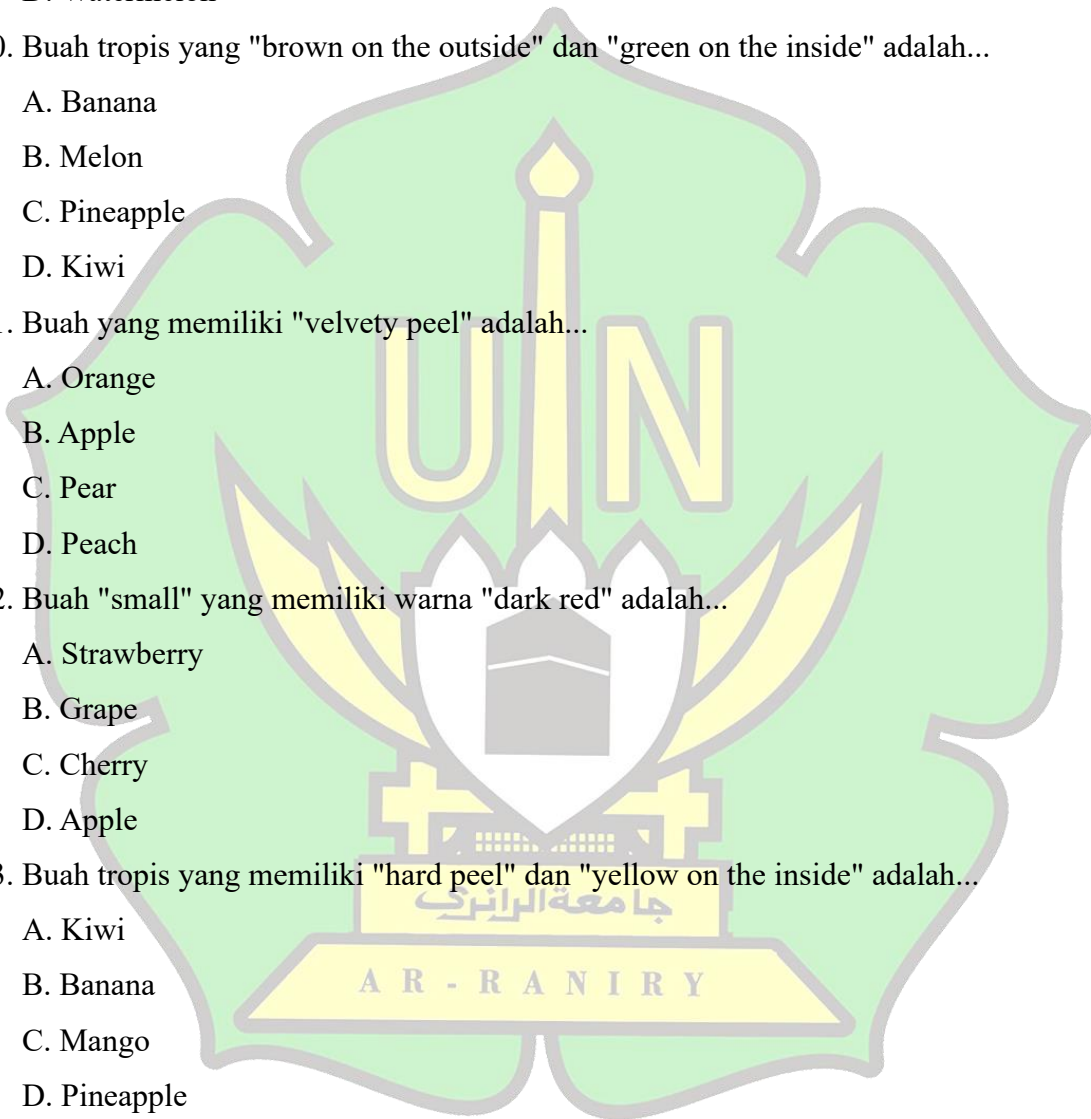 0. Buah tropis yang "brown on the outside" dan "green on the inside" adalah...
A. Banana
B. Melon
C. Pineapple
D. Kiwi
. Buah yang memiliki "velvety peel" adalah...
A. Orange
B. Apple
C. Pear
D. Peach
2. Buah "small" yang memiliki warna "dark red" adalah...
A. Strawberry
B. Grape
C. Cherry
D. Apple
3. Buah tropis yang memiliki "hard peel" dan "yellow on the inside" adalah...
A. Kiwi
B. Banana
C. Mango
D. Pineapple
UIN
جامعة الرانري
AR-RANIRY